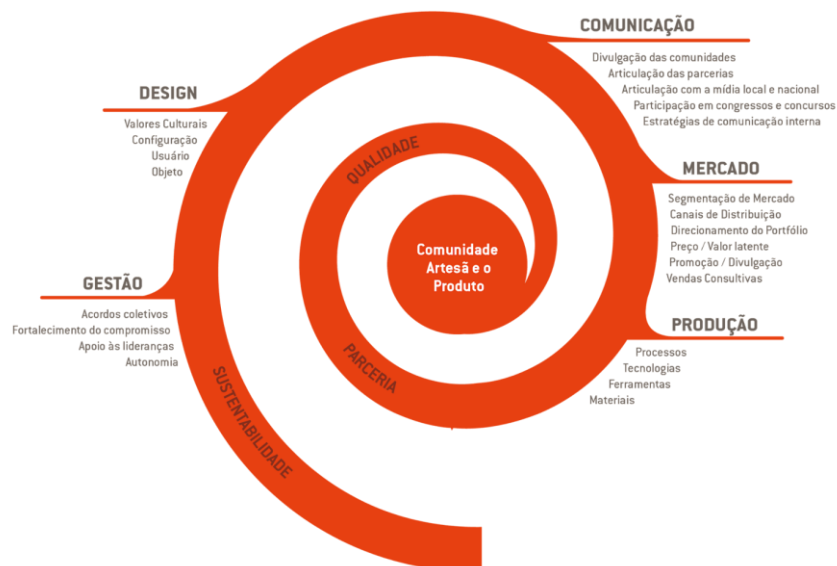 COMUNICAÇÃO
Divulgação das comunidades
Articulação das parcerias
Articulação com a mídia local e nacional
Participação em congressos e concursos
Estratégias de comunicação interna
DESIGN
Valores Culturais
Configuração
Usuário
Objeto
QUALIDADE
MERCADO
Segmentação de Mercado
Canais de Distribuição
Direcionamento do Portfólio
Preço / Valor latente
Promoção / Divulgação
Vendas Consultivas
Comunidade
Artesã e o
Produto
GESTÃO
Acordos coletivos
Fortalecimento do compromisso
Apoio às lideranças
Autonomia
PRODUÇÃO
Processos
Tecnologias
Ferramentas
Materiais
PARCERIA
SUSTENTABILIDADE